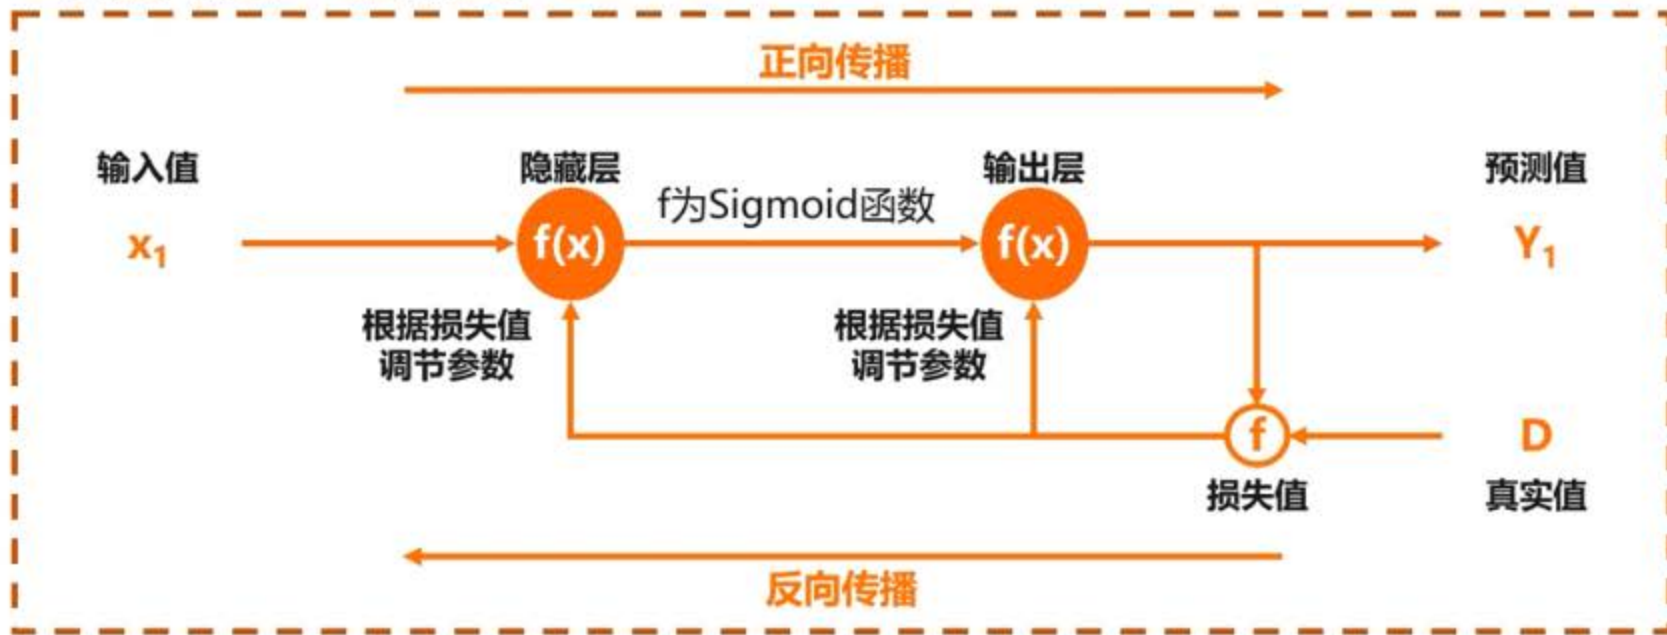 正向传播
输入值
隐藏层
输出层
预测值
f为Sigmoid函数
x₁
f(x)
f(x)
Y₁
根据损失值
调节参数
根据损失值
调节参数
f
D
损失值
真实值
反向传播